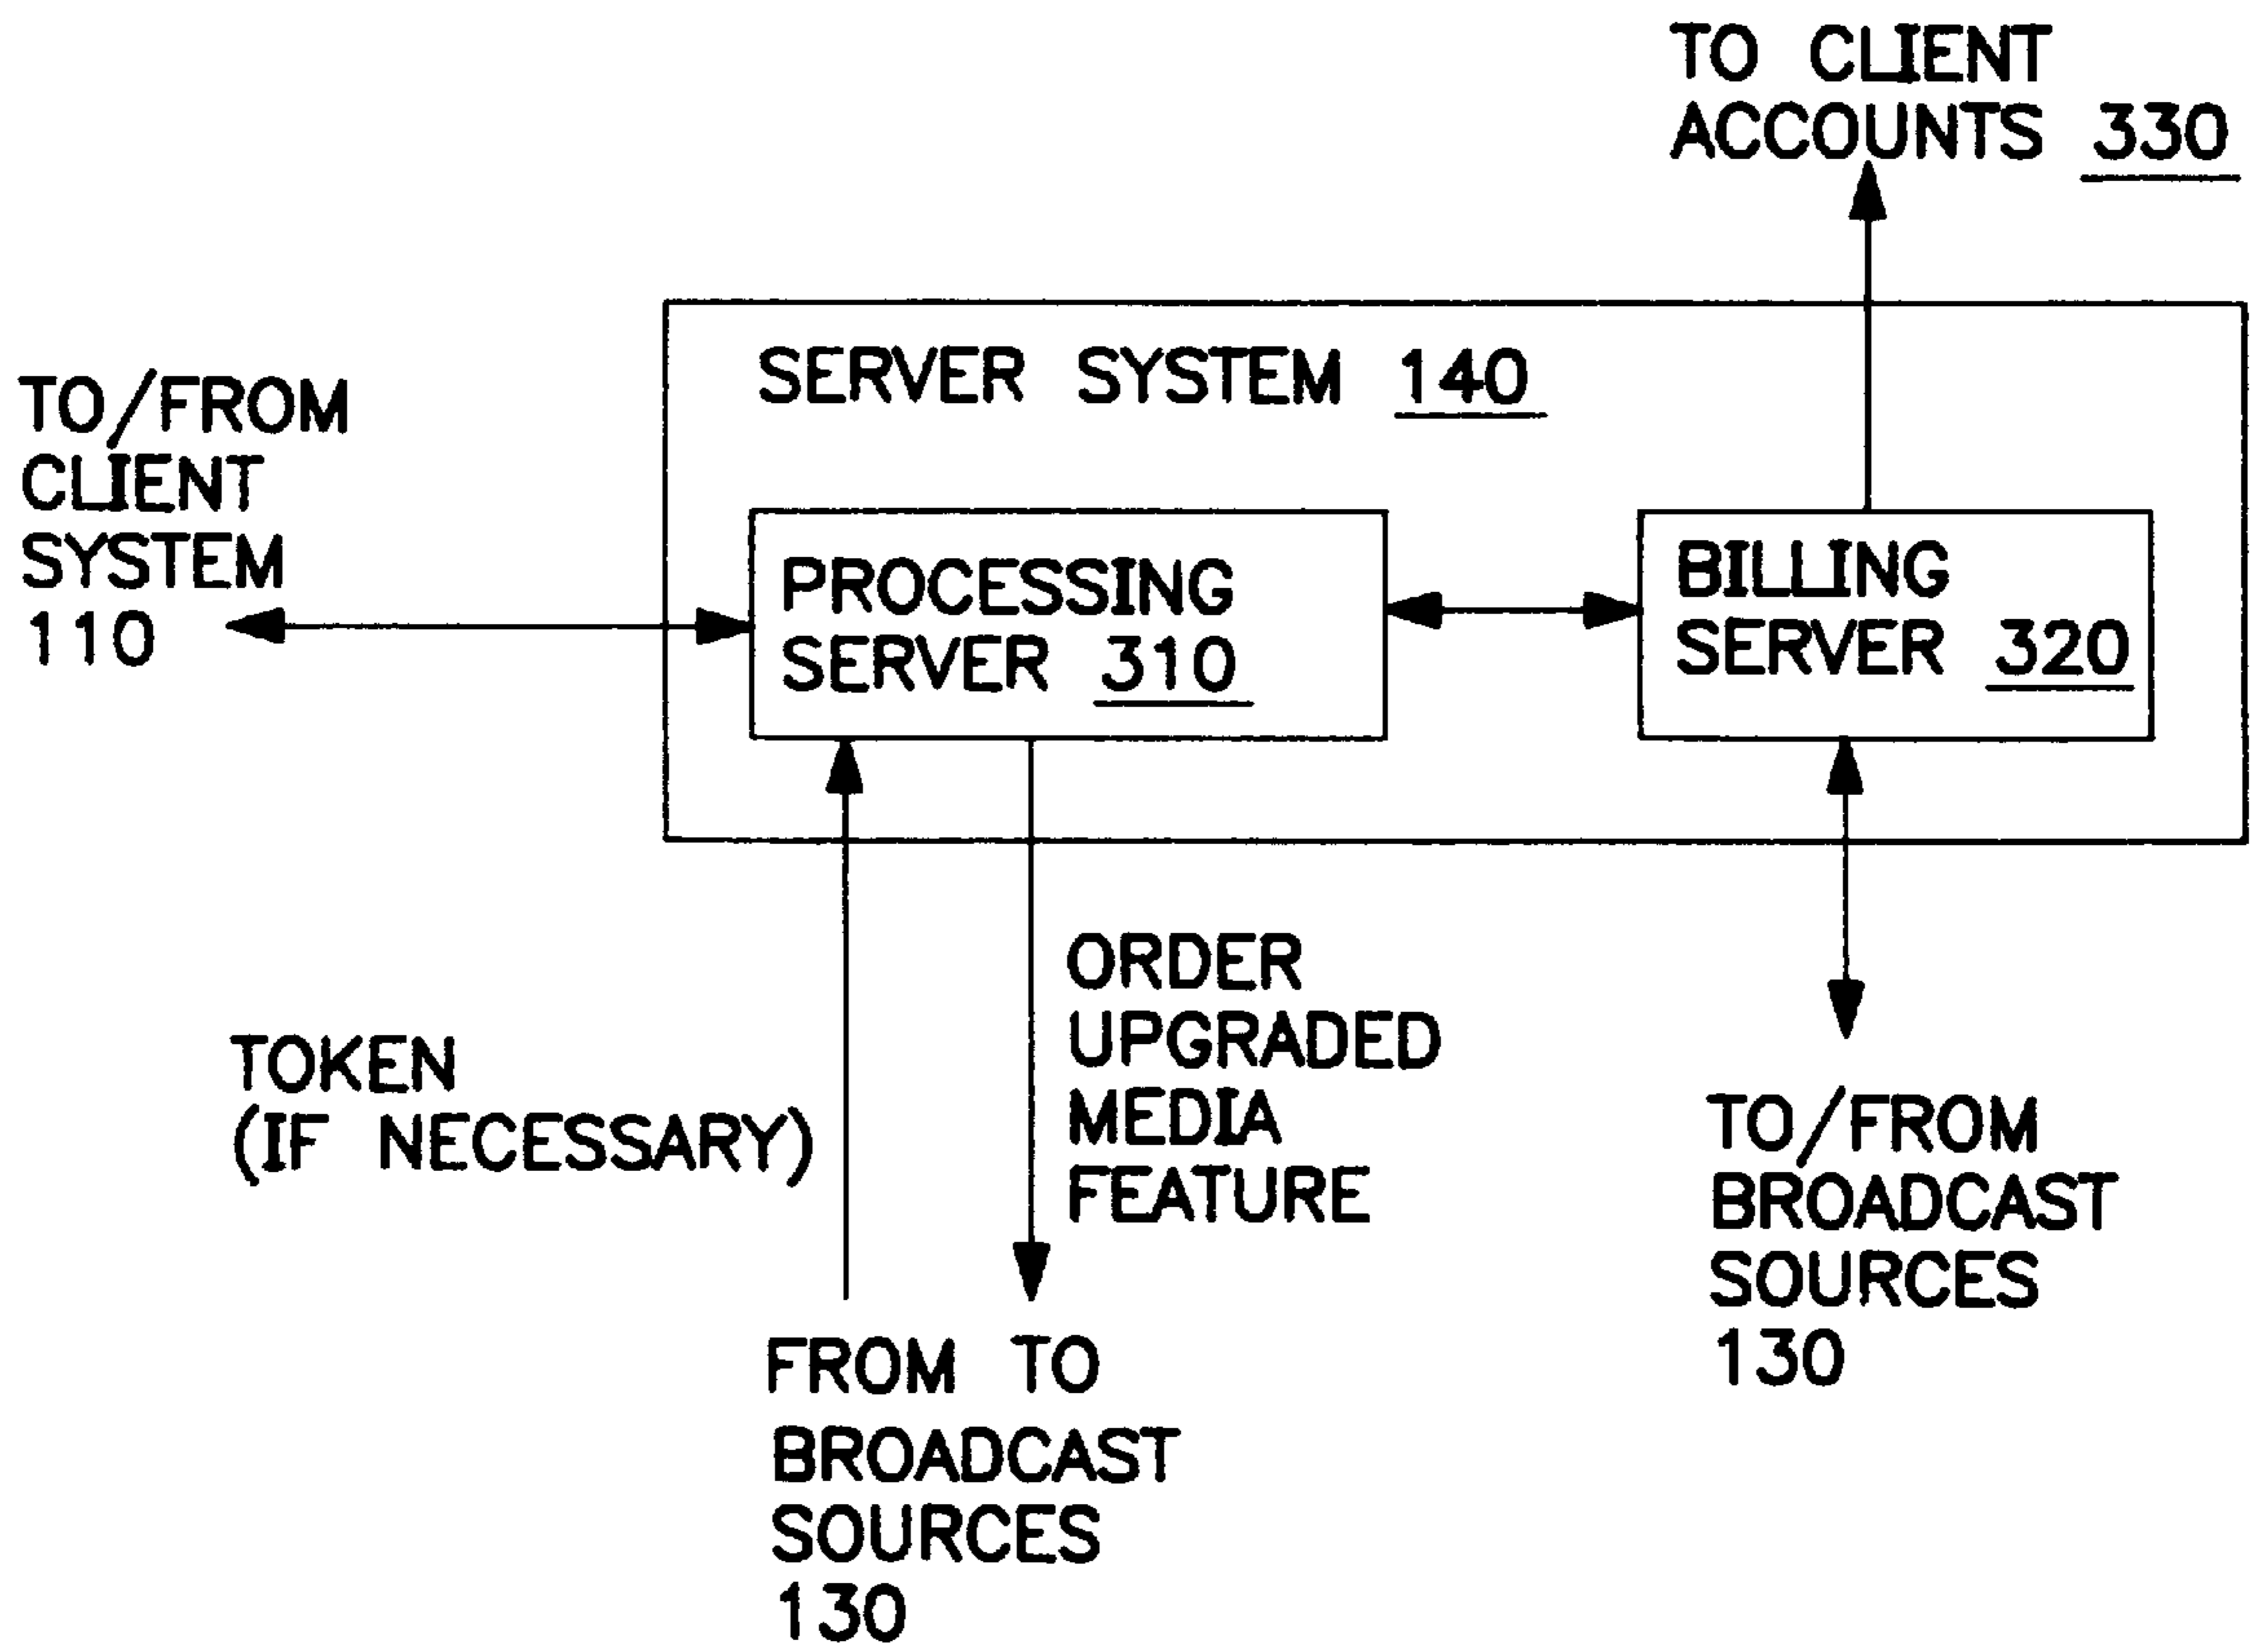 TO CLIENT
ACCOUNTS 330
SERVER SYSTEM 140
TO/FROM
CLIENT
SYSTEM
110
PROCESSING
SERVER 310
BILLING
SERVER 320
TOKEN
(IF NECESSARY)
ORDER
UPGRADED
MEDIA
FEATURE
FROM TO
BROADCAST
SOURCES
130
TO/FROM
BROADCAST
SOURCES
130